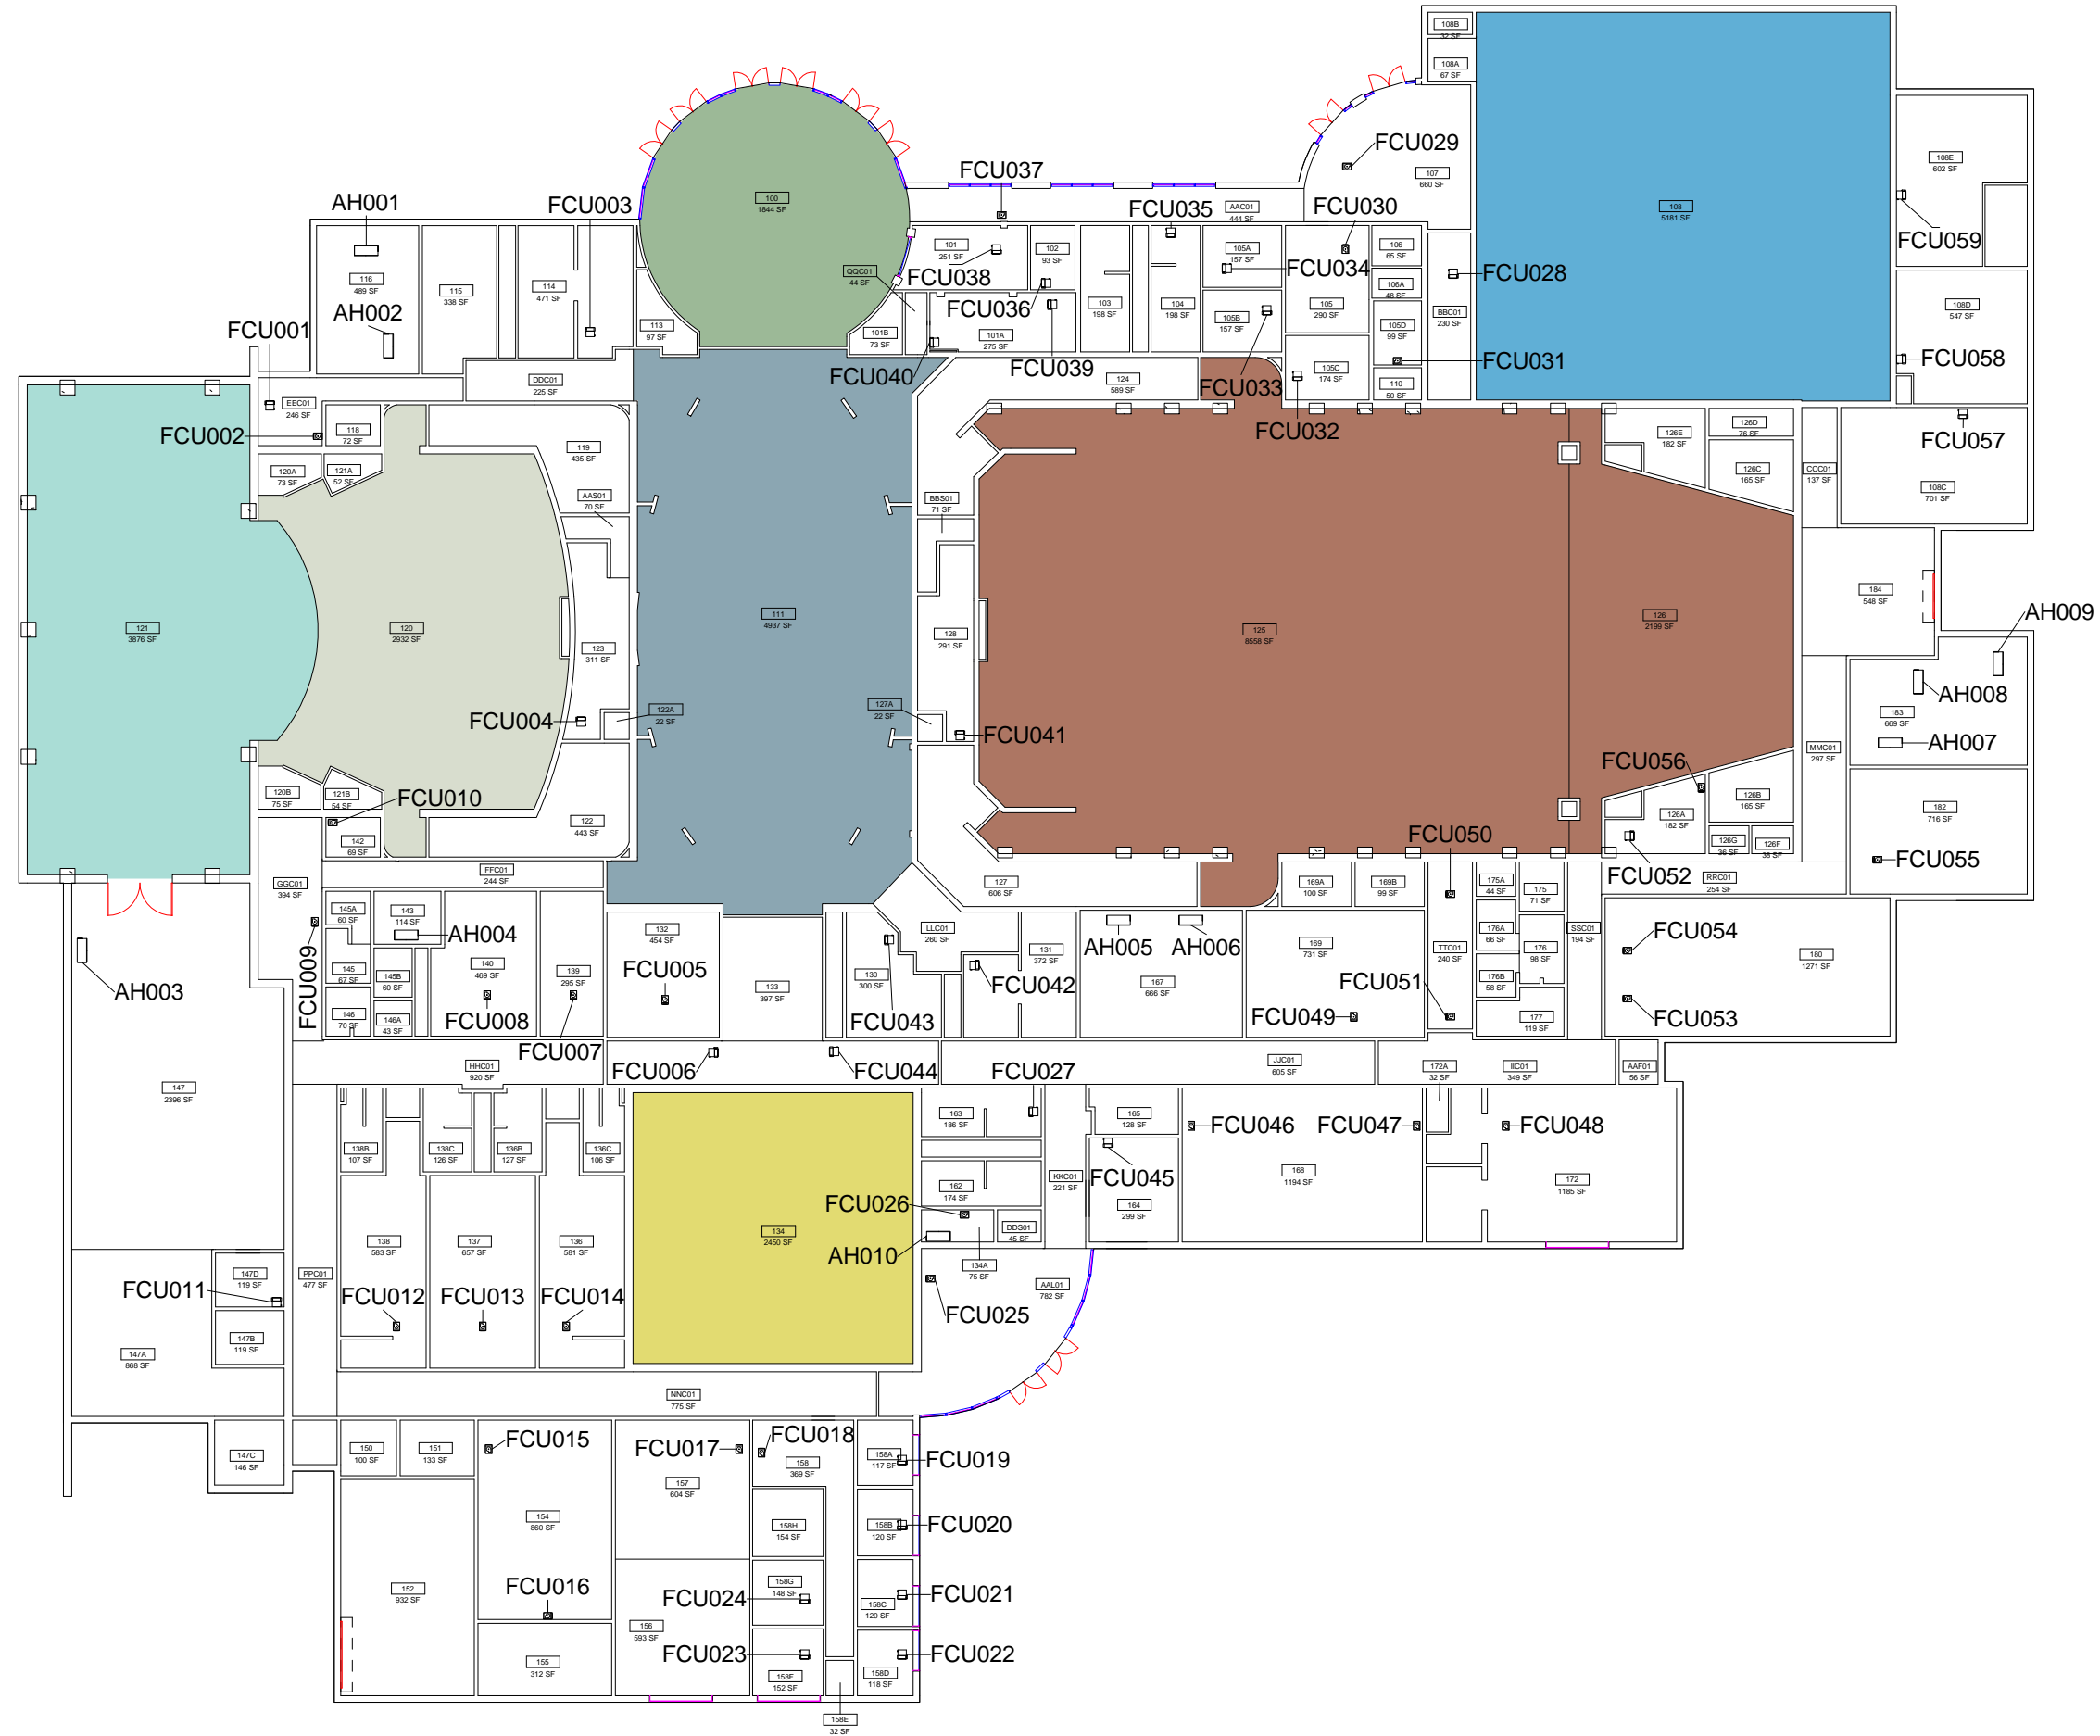 108B
32 SF
108A
67 SF
FCU029
107
660 SF
108E
602 SF
FCU037
AH001
FCU003
100
1844 SF
AAC01
444 SF
FCU035
FCU030
108
5181 SF
FCU059
101
251 SF
102
93 SF
105A
157 SF
106
65 SF
FCU038
FCU034
FCU028
QQC01
44 SF
116
489 SF
115
338 SF
114
471 SF
106A
48 SF
FCU036
103
198 SF
104
198 SF
105
290 SF
108D
547 SF
AH002
FCU001
113
97 SF
101B
73 SF
101A
275 SF
105B
157 SF
105D
99 SF
BBC01
230 SF
FCU031
FCU058
FCU040
FCU039
FCU033
DDC01
225 SF
124
589 SF
105C
174 SF
110
50 SF
EEC01
246 SF
FCU002
118
72 SF
FCU032
FCU057
119
435 SF
126E
182 SF
126D
76 SF
120A
73 SF
121A
52 SF
126C
165 SF
CCC01
137 SF
108C
701 SF
AAS01
70 SF
BBS01
71 SF
184
548 SF
AH009
121
3876 SF
120
2932 SF
111
4937 SF
125
8558 SF
126
2199 SF
123
311 SF
128
291 SF
AH008
FCU004
122A
22 SF
127A
22 SF
FCU041
183
669 SF
AH007
MMC01
297 SF
FCU056
120B
75 SF
121B
54 SF
FCU010
126B
165 SF
182
716 SF
122
443 SF
126A
182 SF
142
69 SF
FCU050
126G
36 SF
126F
38 SF
FCU055
FFC01
244 SF
GGC01
394 SF
127
606 SF
169A
100 SF
169B
99 SF
175A
44 SF
175
71 SF
FCU052
RRC01
254 SF
145A
60 SF
143
114 SF
AH004
132
454 SF
LLC01
260 SF
AH005
AH006
176A
66 SF
SSC01
194 SF
FCU054
FCU009
140
469 SF
139
295 SF
131
372 SF
169
731 SF
TTC01
240 SF
176
98 SF
180
1271 SF
AH003
145
67 SF
145B
60 SF
FCU005
133
397 SF
130
300 SF
FCU042
167
666 SF
FCU051
176B
58 SF
146
70 SF
146A
43 SF
FCU008
FCU043
FCU049
177
119 SF
FCU053
FCU007
HHC01
920 SF
FCU006
FCU044
FCU027
JJC01
605 SF
172A
32 SF
IIC01
349 SF
AAF01
56 SF
147
2396 SF
163
186 SF
165
128 SF
FCU046
FCU047
FCU048
138B
107 SF
138C
126 SF
136B
127 SF
136C
106 SF
KKC01
221 SF
FCU045
168
1194 SF
172
1185 SF
162
174 SF
FCU026
164
299 SF
134
2450 SF
DDS01
45 SF
138
583 SF
137
657 SF
136
581 SF
AH010
134A
75 SF
147D
119 SF
PPC01
477 SF
AAL01
782 SF
FCU011
FCU012
FCU013
FCU014
FCU025
147B
119 SF
147A
868 SF
NNC01
775 SF
147C
146 SF
150
100 SF
151
133 SF
FCU015
FCU017
FCU018
158
369 SF
158A
117 SF
FCU019
157
604 SF
154
860 SF
158H
154 SF
158B
120 SF
FCU020
152
932 SF
FCU016
158G
148 SF
FCU024
158C
120 SF
FCU021
156
593 SF
FCU023
FCU022
155
312 SF
158F
152 SF
158D
118 SF
158E
32 SF